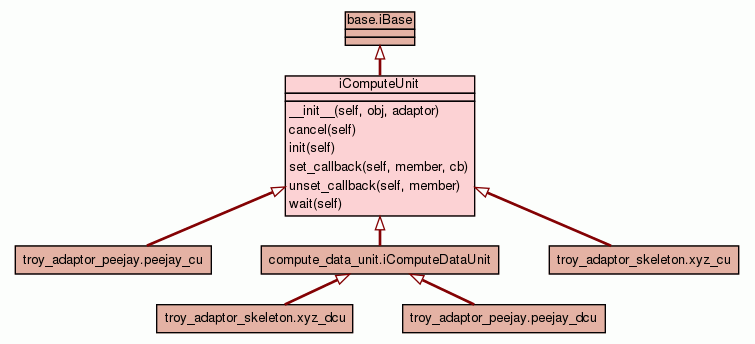 base.iBase
iComputeUnit
__init__(self, obj, adaptor)
cancel(self)
init(self)
set_callback(self, member, cb)
unset_callback(self, member)
wait(self)
troy_adaptor_peejay.peejay_cu
compute_data_unit.iComputeDataUnit
troy_adaptor_skeleton.xyz_cu
troy_adaptor_skeleton.xyz_dcu
troy_adaptor_peejay.peejay_dcu